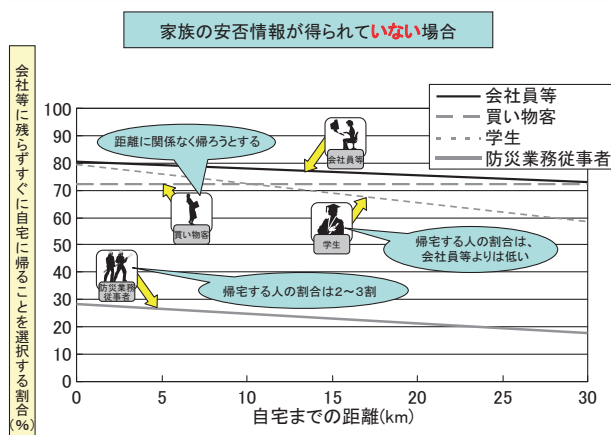 家族の安否情報が得られていない場合
会社等に残らずすぐに自宅に帰ることを選択する割合(%)
会社員等
買い物客
学生
防災業務従事者
100
90
80
70
60
50
40
30
20
10
0
距離に関係なく帰ろうとする
会社員等
買い物客
学生
帰宅する人の割合は、
会社員等よりは低い
防災業務
従事者
帰宅する人の割合は2~3割
0
5
10
15
20
25
30
自宅までの距離(km)